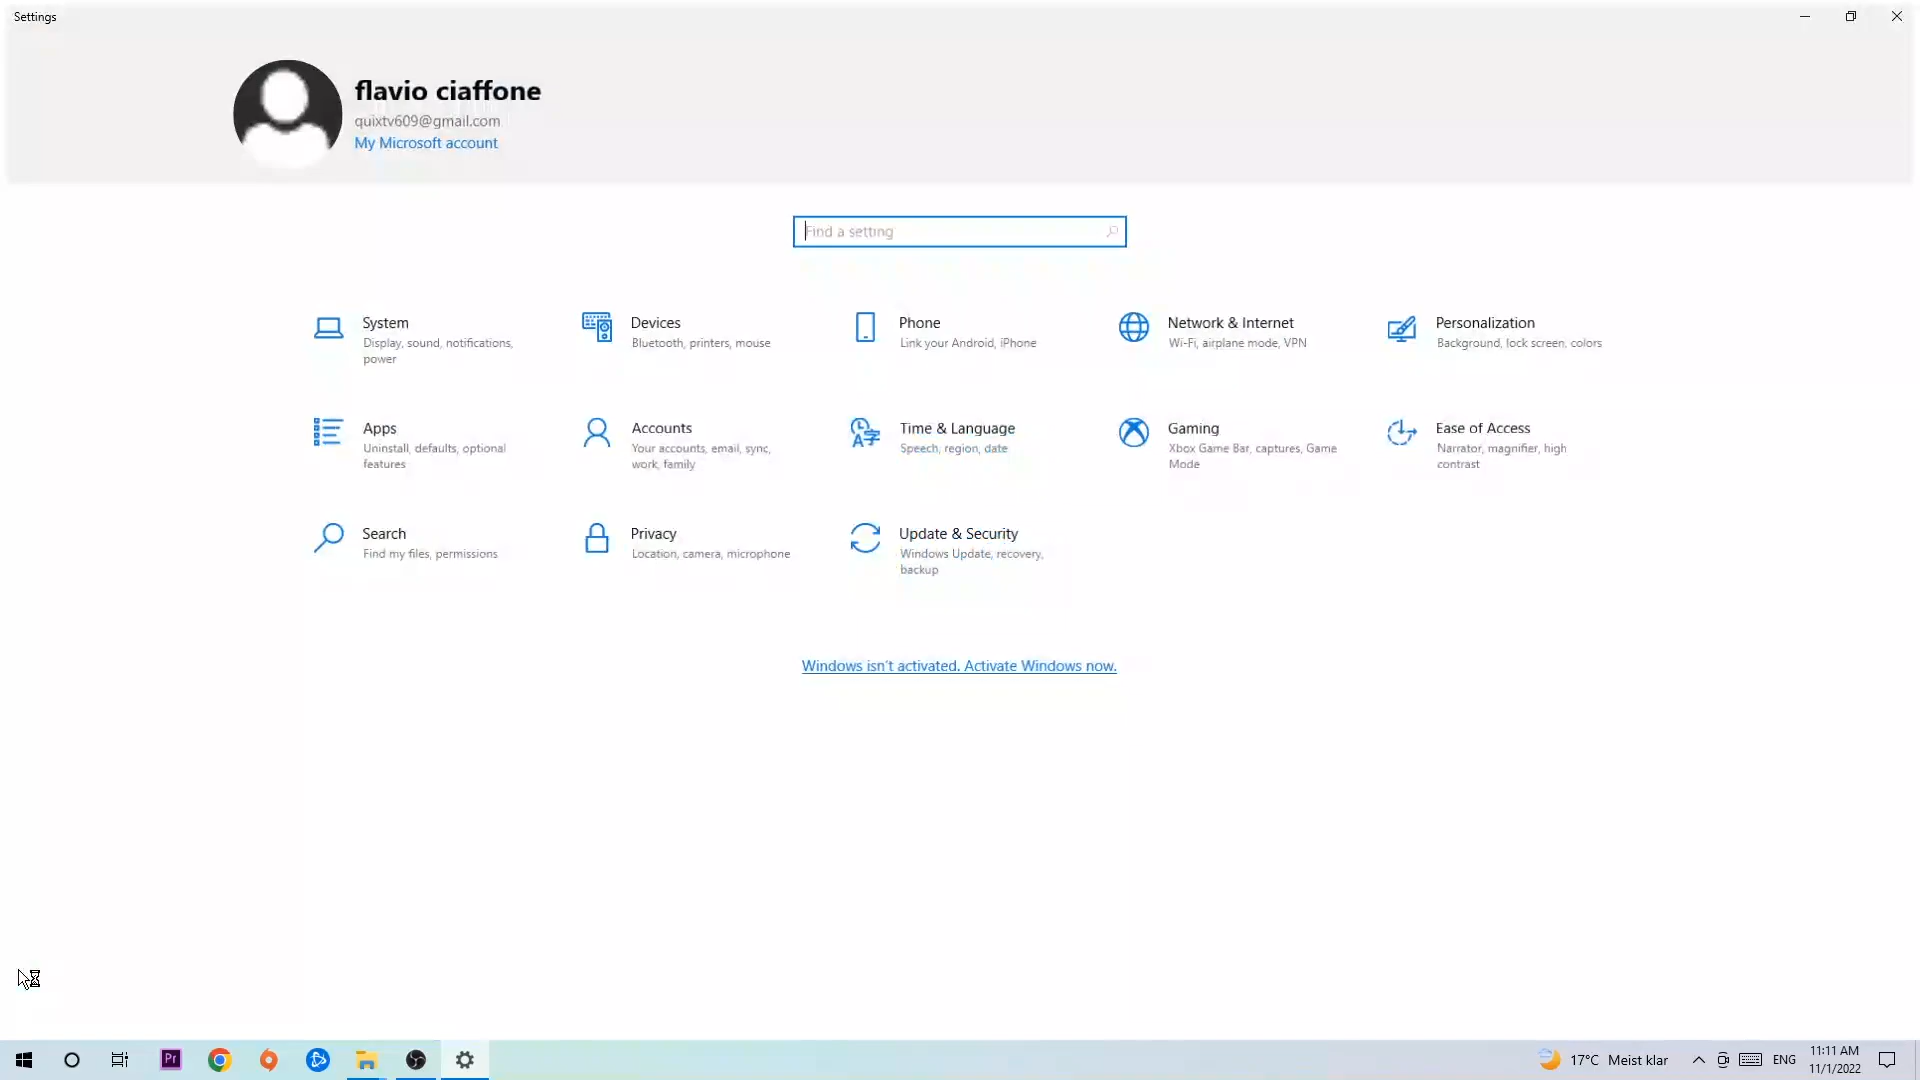 Settings
flavio ciaffone
quixtv609@gmail.com
My Microsoft account
Find a setting
System
Display, sound, notifications,
power
Devices
Bluetooth, printers, mouse
Phone
Link your Android, iPhone
Network & Internet
Wi-Fi, airplane mode, VPN
Personalization
Background, lock screen, colors
Apps
Uninstall, defaults, optional
features
Accounts
Your accounts, email, sync,
work, family
Time & Language
Speech, region, date
Gaming
Xbox Game Bar, captures, Game
Mode
Ease of Access
Narrator, magnifier, high
contrast
Search
Find my files, permissions
Privacy
Location, camera, microphone
Update & Security
Windows Update, recovery,
backup
Windows isn't activated. Activate Windows now.
Pr
17°C Meist klar
ENG
11:11 AM
11/1/2022